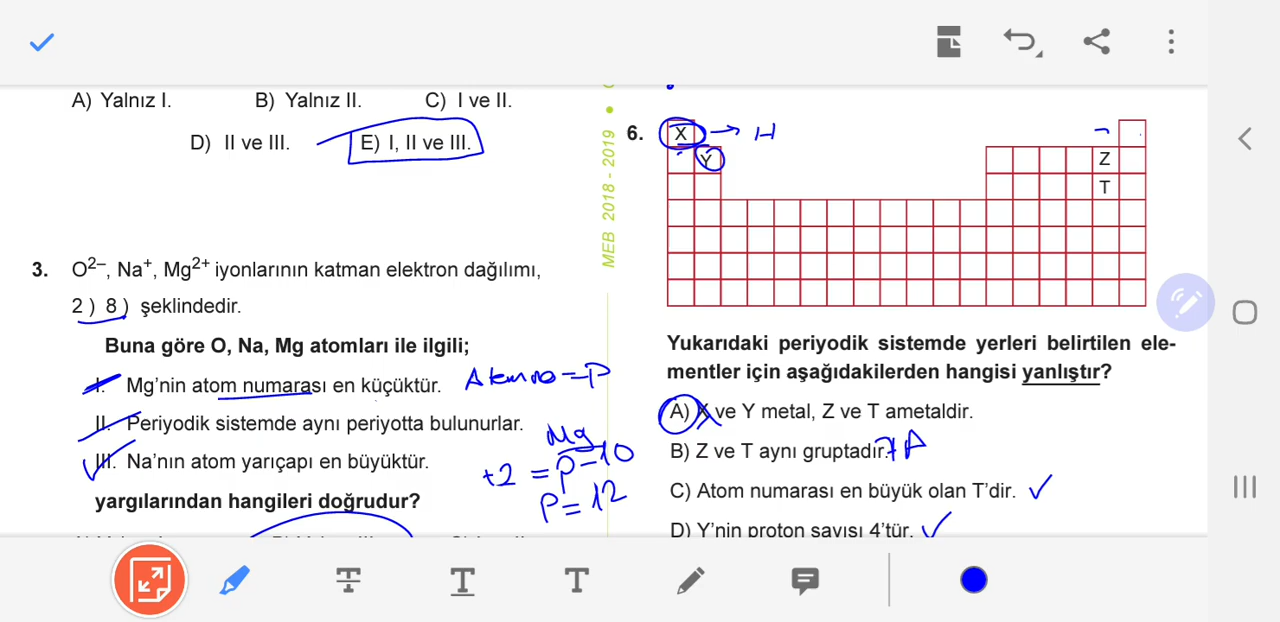 A) Yalnız I. B) Yalnız II. C) I ve II.
D) II ve III. E) I, II ve III.
MEB 2018 - 2019 •
3. O2–, Na+, Mg2+ iyonlarının katman elektron dağılımı,
2 ) 8 ) şeklindedir.
Buna göre O, Na, Mg atomları ile ilgili;
I. Mg’nin atom numarası en küçüktür.
Atom no = P
II. Periyodik sistemde aynı periyotta bulunurlar.
III. Na’nın atom yarıçapı en büyüktür.
Mg
+2 = P - 10
P = 12
yargılarından hangileri doğrudur?
6. X → H
Y
Z
T
Yukarıdaki periyodik sistemde yerleri belirtilen ele-
mentler için aşağıdakilerden hangisi yanlıştır?
A) X ve Y metal, Z ve T ametaldir.
B) Z ve T aynı gruptadır. 7A
C) Atom numarası en büyük olan T’dir.
D) Y’nin proton sayısı 4’tür.